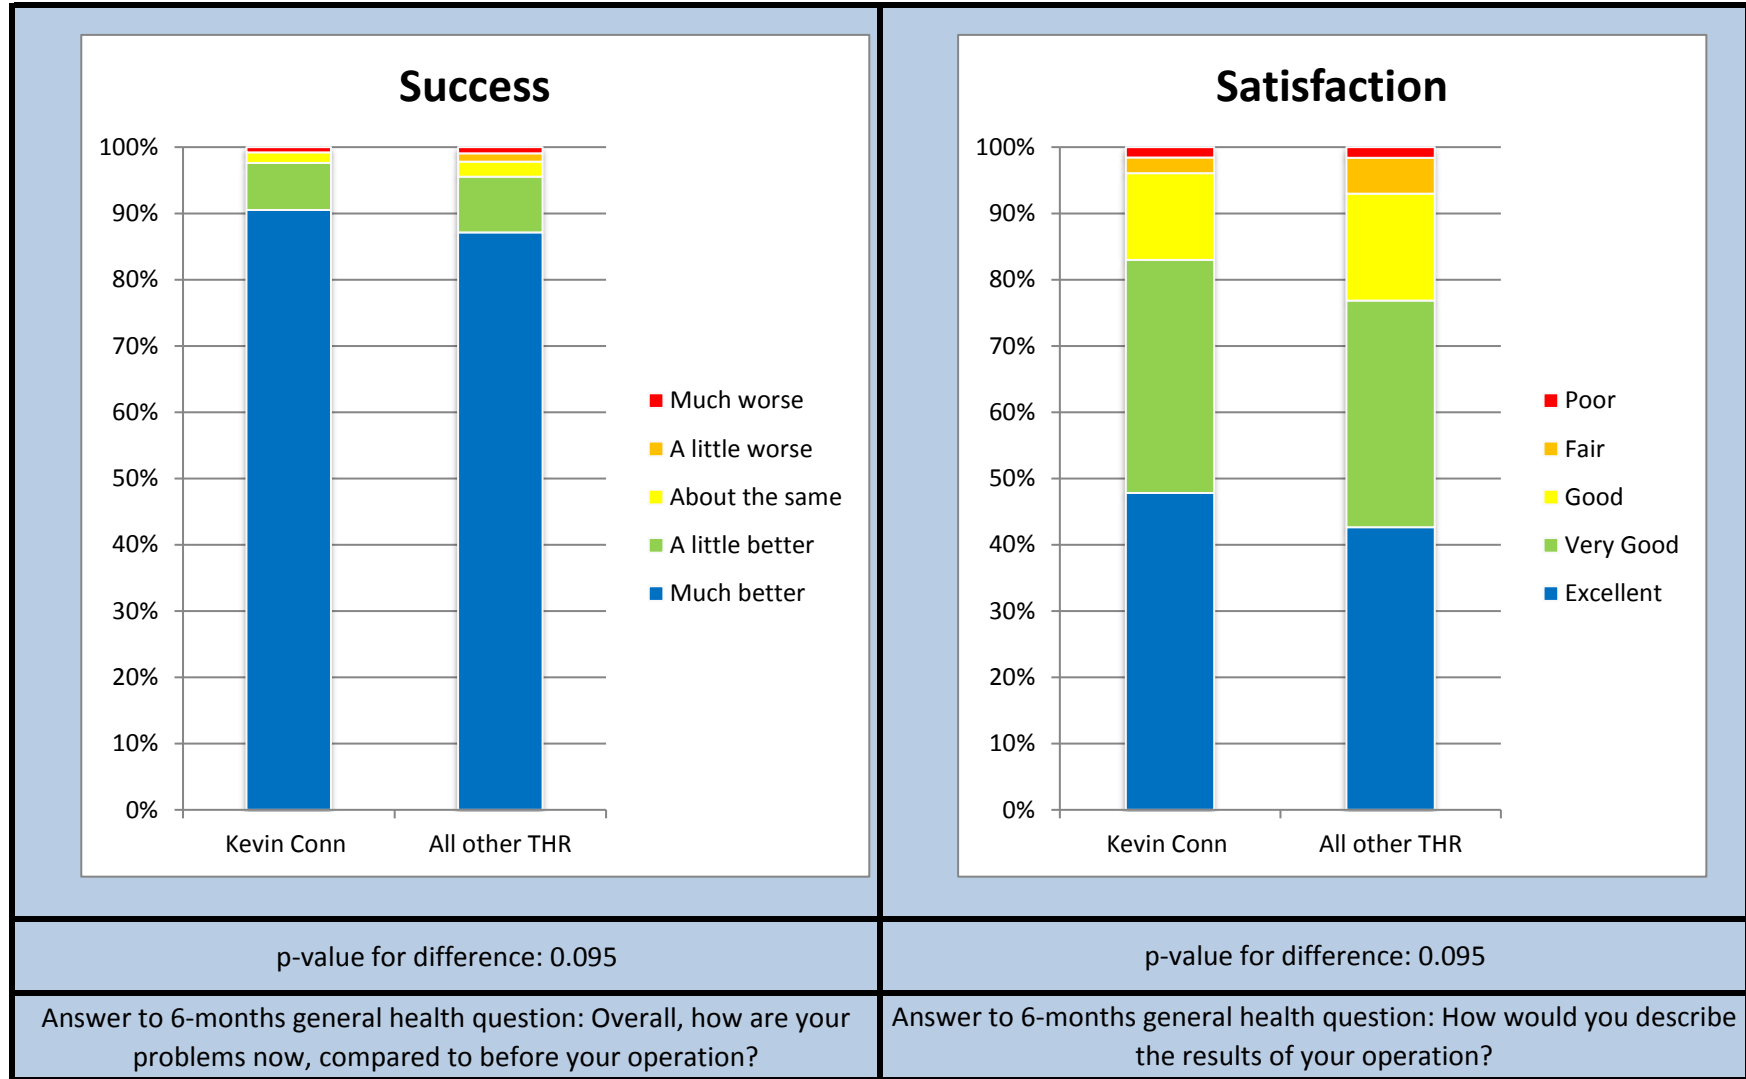 Success
100%
90%
80%
70%
60%
50%
40%
30%
20%
10%
0%
Kevin Conn
All other THR
Much worse
A little worse
About the same
A little better
Much better
Satisfaction
100%
90%
80%
70%
60%
50%
40%
30%
20%
10%
0%
Kevin Conn
All other THR
Poor
Fair
Good
Very Good
Excellent
p-value for difference: 0.095
p-value for difference: 0.095
Answer to 6-months general health question: Overall, how are your
problems now, compared to before your operation?
Answer to 6-months general health question: How would you describe
the results of your operation?